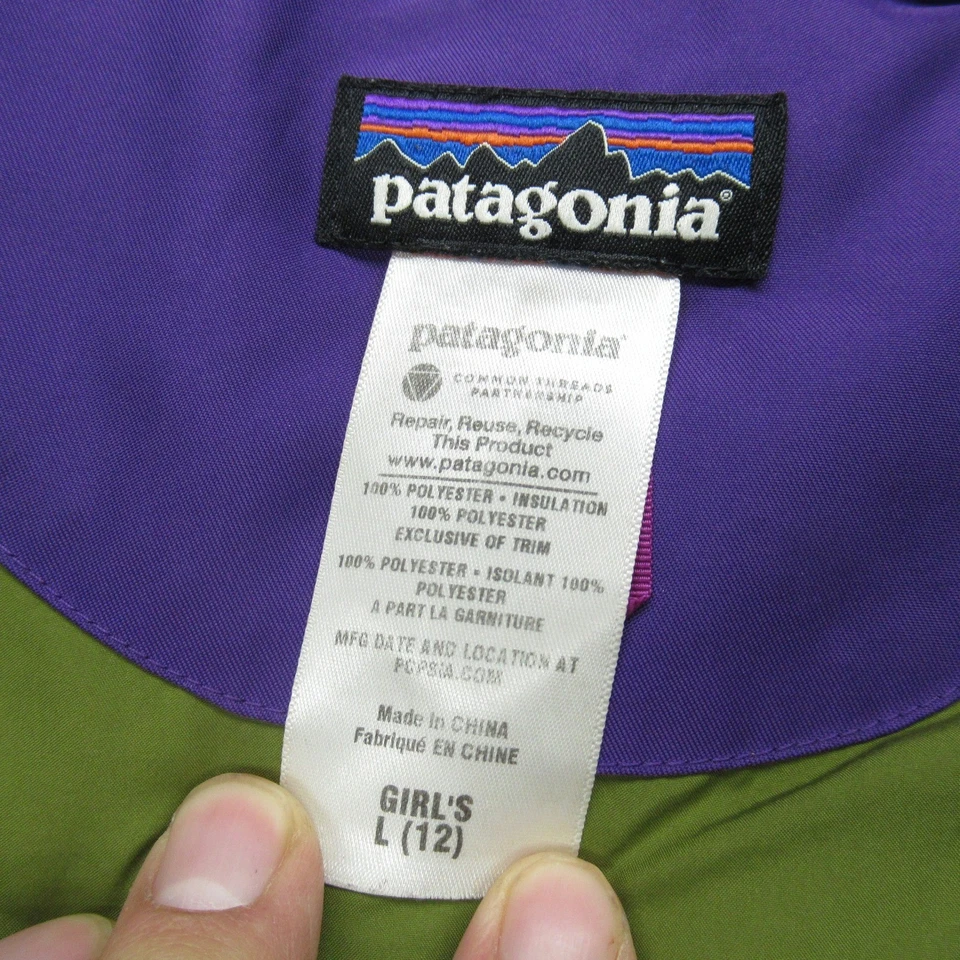 patagonia®
patagonia®
COMMON THREADS
PARTNERSHIP
Repair, Reuse, Recycle
This Product
www.patagonia.com
100% POLYESTER • INSULATION
100% POLYESTER
EXCLUSIVE OF TRIM
100% POLYESTER • ISOLANT 100%
POLYESTER
A PART LA GARNITURE
MFG DATE AND LOCATION AT
PCPSIA.COM
Made in CHINA
Fabriqué EN CHINE
GIRL'S
L (12)